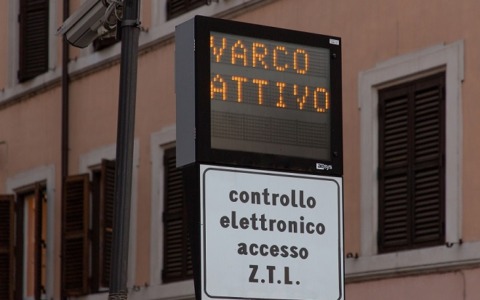 VARCO
ATTIVO
controllo
elettronico
accesso
Z.T.L.